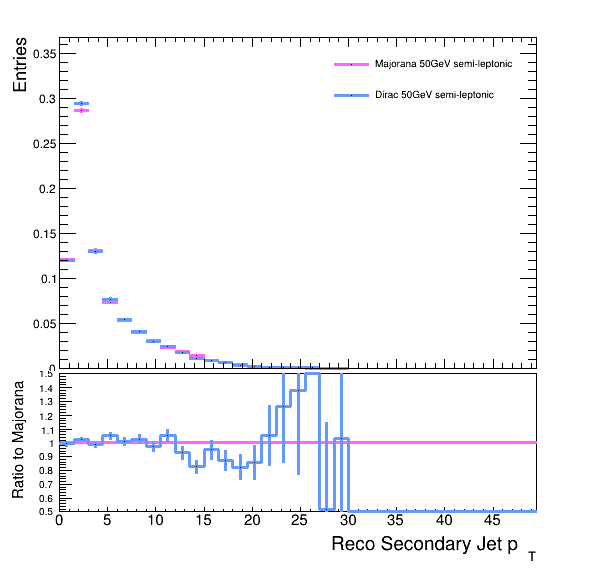 Entries
0.35
0.3
0.25
0.2
0.15
0.1
0.05
0
Majorana 50GeV semi-leptonic
Dirac 50GeV semi-leptonic
Ratio to Majorana
1.5
1.4
1.3
1.2
1.1
1
0.9
0.8
0.7
0.6
0.5
0 5 10 15 20 25 30 35 40 45
Reco Secondary Jet p
T